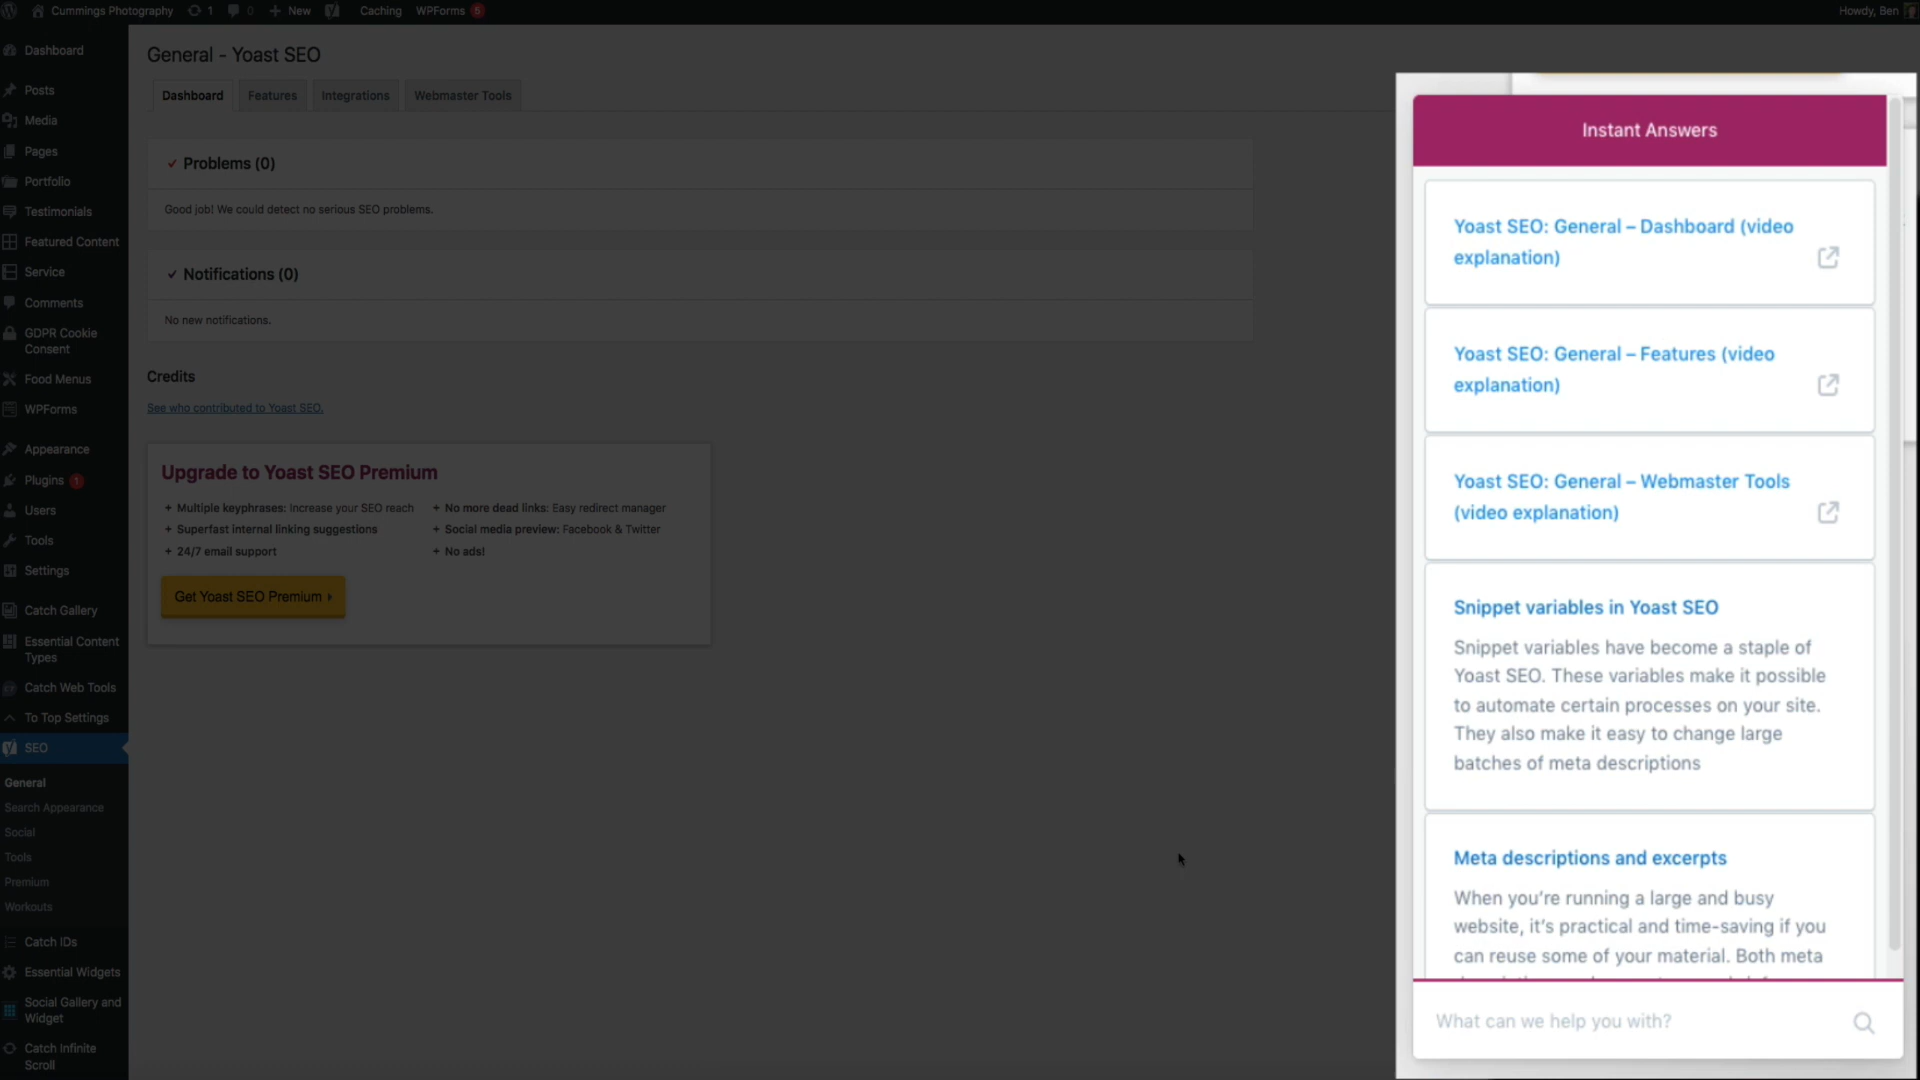 Cummings Photography
1
0
New
Caching
WPForms
5
Howdy, Ben
Dashboard
Posts
Media
Pages
Portfolio
Testimonials
Featured Content
Service
Comments
GDPR Cookie
Consent
Food Menus
WPForms
Appearance
Plugins 1
Users
Tools
Settings
Catch Gallery
Essential Content
Types
Catch Web Tools
To Top Settings
SEO
General
Search Appearance
Social
Tools
Premium
Workouts
Catch IDs
Essential Widgets
Social Gallery and
Widget
Catch Infinite
Scroll
General - Yoast SEO
Dashboard
Features
Integrations
Webmaster Tools
Problems (0)
Good job! We could detect no serious SEO problems.
Notifications (0)
No new notifications.
Credits
See who contributed to Yoast SEO.
Upgrade to Yoast SEO Premium
+ Multiple keyphrases: Increase your SEO reach
+ Superfast internal linking suggestions
+ 24/7 email support
+ No more dead links: Easy redirect manager
+ Social media preview: Facebook & Twitter
+ No ads!
Get Yoast SEO Premium
Instant Answers
Yoast SEO: General – Dashboard (video
explanation)
Yoast SEO: General – Features (video
explanation)
Yoast SEO: General – Webmaster Tools
(video explanation)
Snippet variables in Yoast SEO
Snippet variables have become a staple of
Yoast SEO. These variables make it possible
to automate certain processes on your site.
They also make it easy to change large
batches of meta descriptions
Meta descriptions and excerpts
When you're running a large and busy
website, it's practical and time-saving if you
can reuse some of your material. Both meta
What can we help you with?